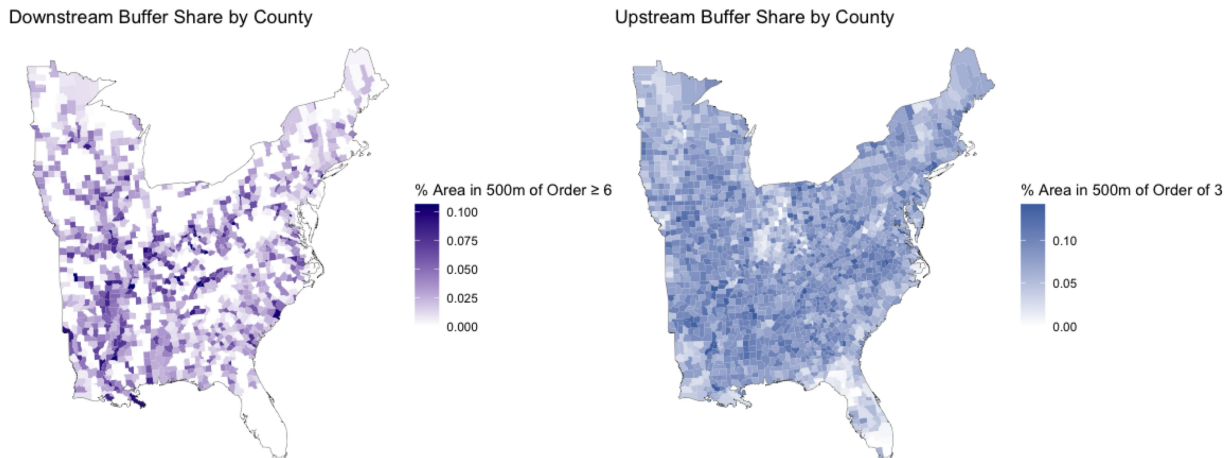 Downstream Buffer Share by County
Upstream Buffer Share by County
% Area in 500m of Order ≥ 6
0.100
0.075
0.050
0.025
0.000
% Area in 500m of Order of 3
0.10
0.05
0.00